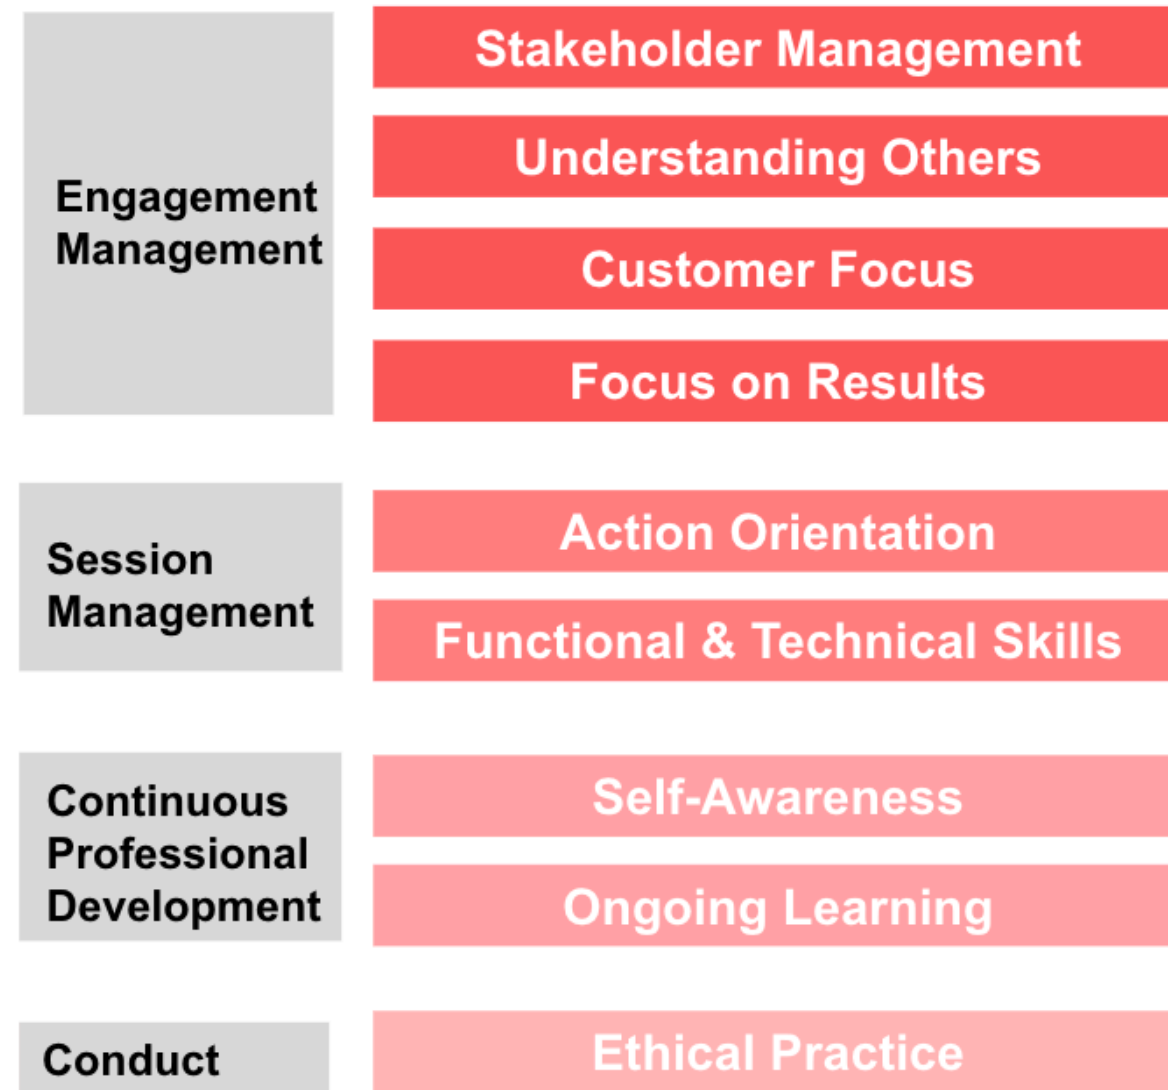 Engagement
Management
Stakeholder Management
Understanding Others
Customer Focus
Focus on Results
Session
Management
Action Orientation
Functional & Technical Skills
Continuous
Professional
Development
Self-Awareness
Ongoing Learning
Conduct
Ethical Practice